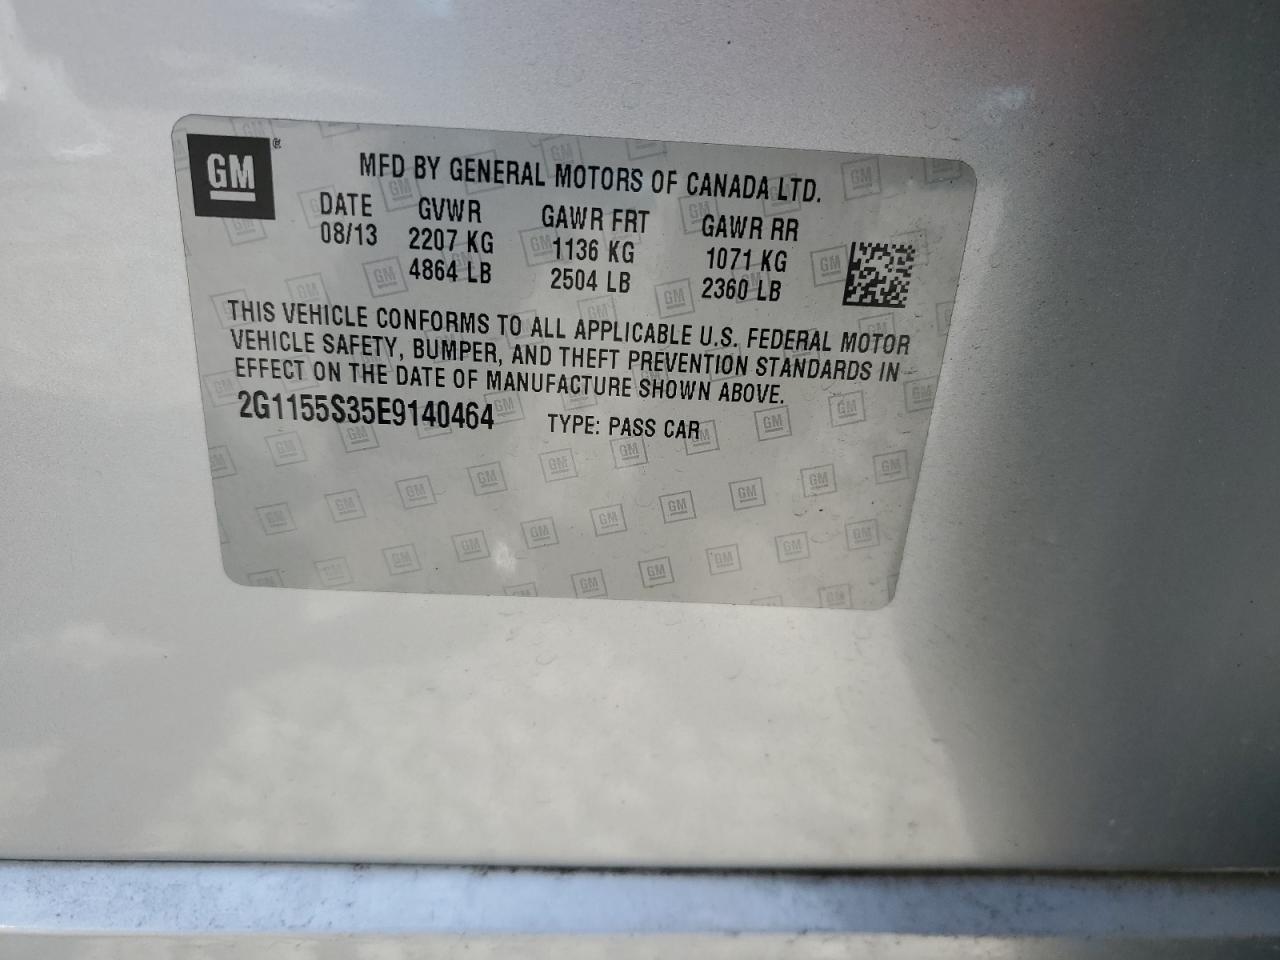 GM®
MFD BY GENERAL MOTORS OF CANADA LTD.
DATE GVWR GAWR FRT GAWR RR
08/13 2207 KG 1136 KG 1071 KG
4864 LB 2504 LB 2360 LB
THIS VEHICLE CONFORMS TO ALL APPLICABLE U.S. FEDERAL MOTOR
VEHICLE SAFETY, BUMPER, AND THEFT PREVENTION STANDARDS IN
EFFECT ON THE DATE OF MANUFACTURE SHOWN ABOVE.
2G1155S35E9140464 TYPE: PASS CAR